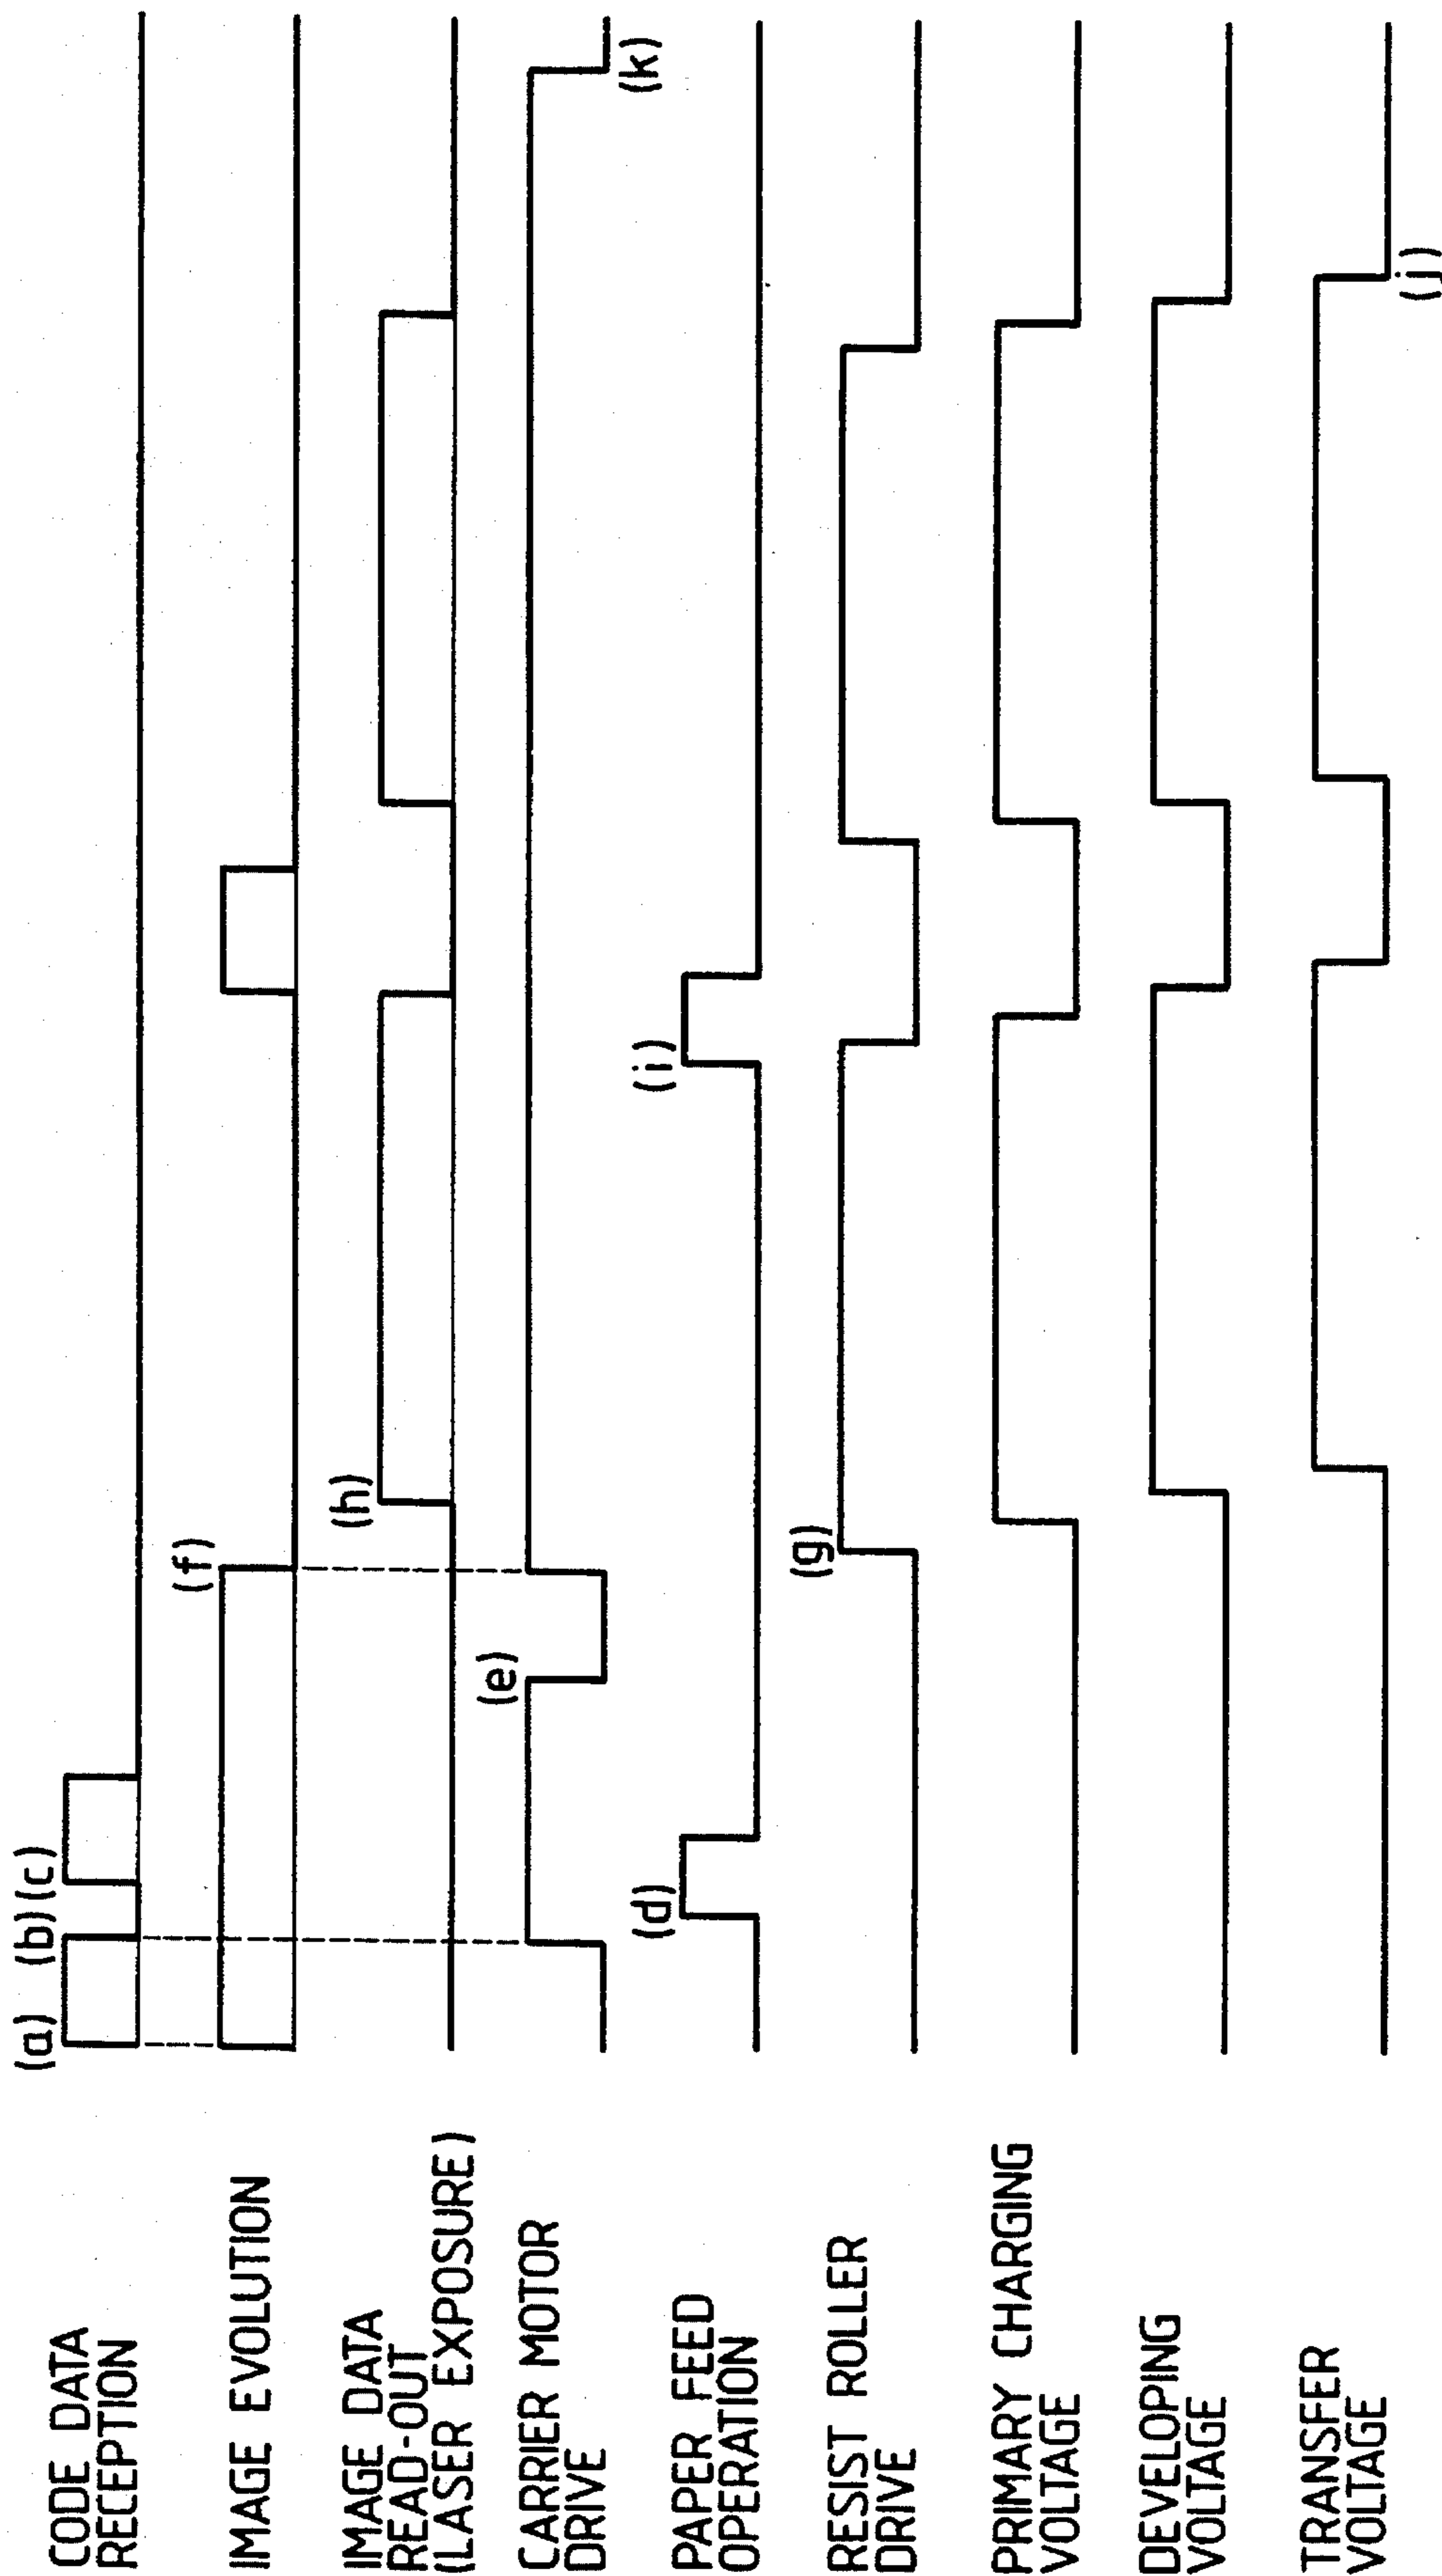 CODE DATA
RECEPTION
(a) (b) (c)
IMAGE EVOLUTION
(f)
IMAGE DATA
READ-OUT
(LASER EXPOSURE)
(h)
CARRIER MOTOR
DRIVE
(e)
(k)
PAPER FEED
OPERATION
(d)
(i)
RESIST ROLLER
DRIVE
(g)
PRIMARY CHARGING
VOLTAGE
DEVELOPING
VOLTAGE
TRANSFER
VOLTAGE
(j)